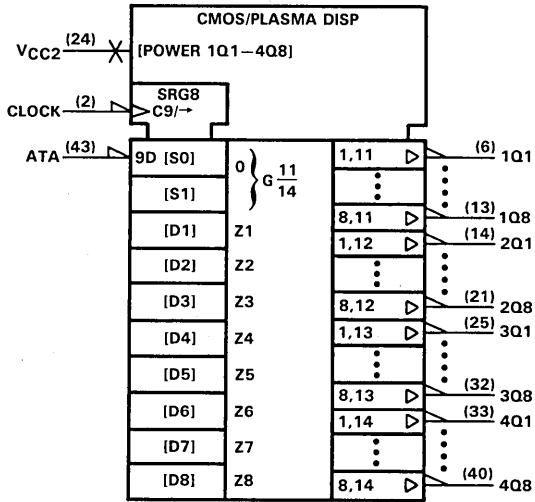 CMOS/PLASMA DISP
VCC2 (24) [POWER 1Q1–4Q8]
SRG8
CLOCK (2) C9/→
ATA (43) 9D [S0] 0 } G 11/14 1,11 ▷ (6) 1Q1
[S1]
8,11 ▷ (13) 1Q8
[D1] Z1 1,12 ▷ (14) 2Q1
[D2] Z2
[D3] Z3 8,12 ▷ (21) 2Q8
[D4] Z4 1,13 ▷ (25) 3Q1
[D5] Z5
8,13 ▷ (32) 3Q8
[D6] Z6 1,14 ▷ (33) 4Q1
[D7] Z7
[D8] Z8 8,14 ▷ (40) 4Q8